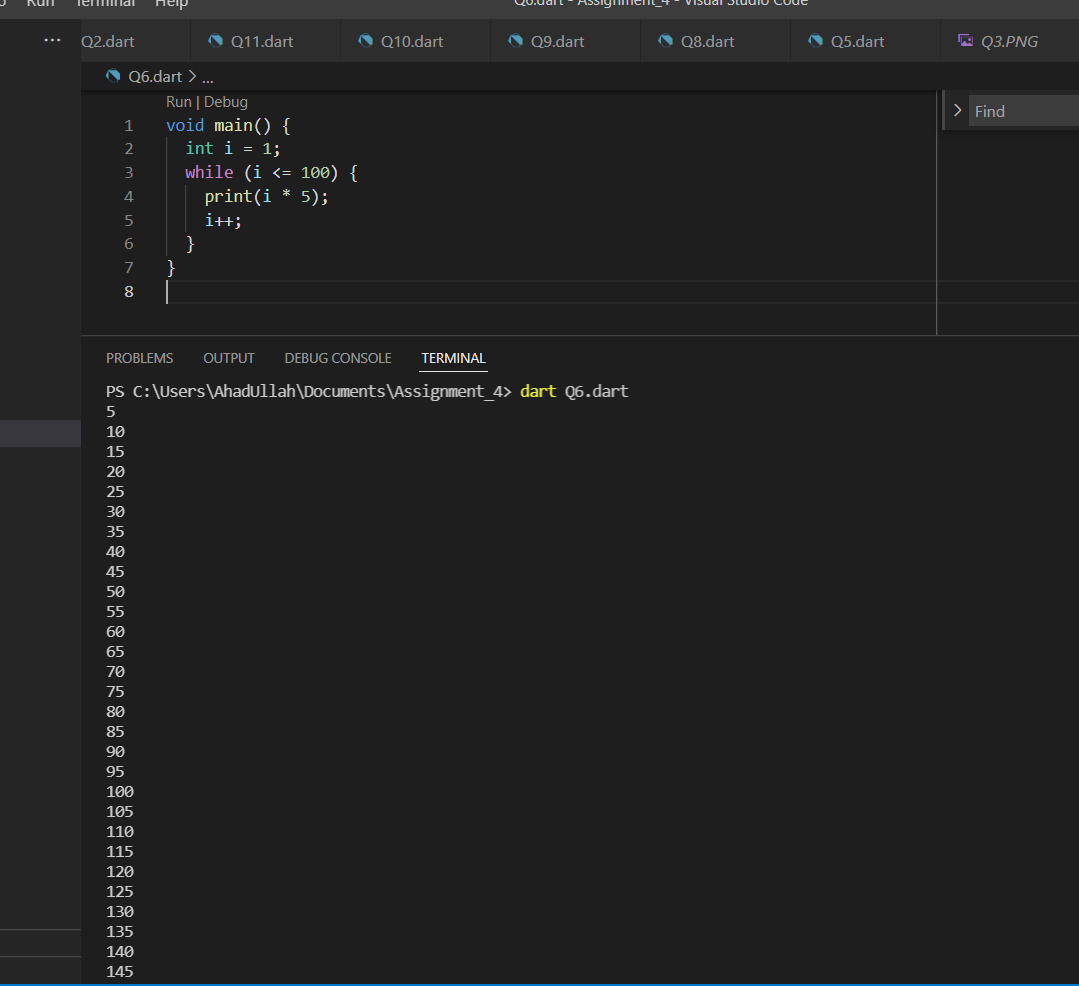 Run Terminal Help Q6.dart - Assignment_4 - Visual Studio Code
··· Q2.dart Q11.dart Q10.dart Q9.dart Q8.dart Q5.dart Q3.PNG
Q6.dart > ...
Run | Debug
> Find
1 void main() {
2 int i = 1;
3 while (i <= 100) {
4 print(i * 5);
5 i++;
6 }
7 }
8
PROBLEMS OUTPUT DEBUG CONSOLE TERMINAL
PS C:\Users\AhadUllah\Documents\Assignment_4> dart Q6.dart
5
10
15
20
25
30
35
40
45
50
55
60
65
70
75
80
85
90
95
100
105
110
115
120
125
130
135
140
145